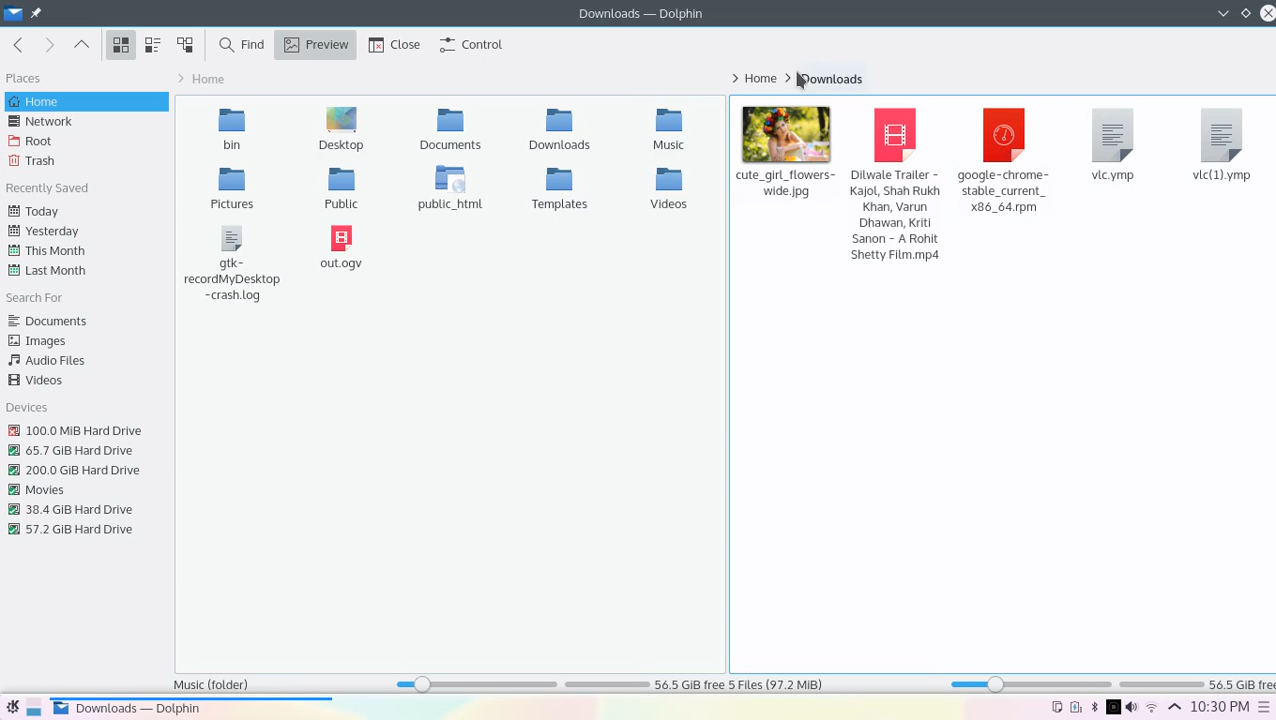 Downloads — Dolphin
Find
Preview
Close
Control
Places
Home
Network
Root
Trash
Recently Saved
Today
Yesterday
This Month
Last Month
Search For
Documents
Images
Audio Files
Videos
Devices
100.0 MiB Hard Drive
65.7 GiB Hard Drive
200.0 GiB Hard Drive
Movies
38.4 GiB Hard Drive
57.2 GiB Hard Drive
Home
bin
Desktop
Documents
Downloads
Music
Pictures
Public
public_html
Templates
Videos
gtk-
recordMyDesktop
-crash.log
out.ogv
Music (folder)
56.5 GiB free
Home
Downloads
cute_girl_flowers-
wide.jpg
Dilwale Trailer -
Kajol, Shah Rukh
Khan, Varun
Dhawan, Kriti
Sanon - A Rohit
Shetty Film.mp4
google-chrome-
stable_current_
x86_64.rpm
vlc.ymp
vlc(1).ymp
5 Files (97.2 MiB)
56.5 GiB free
Downloads — Dolphin
10:30 PM